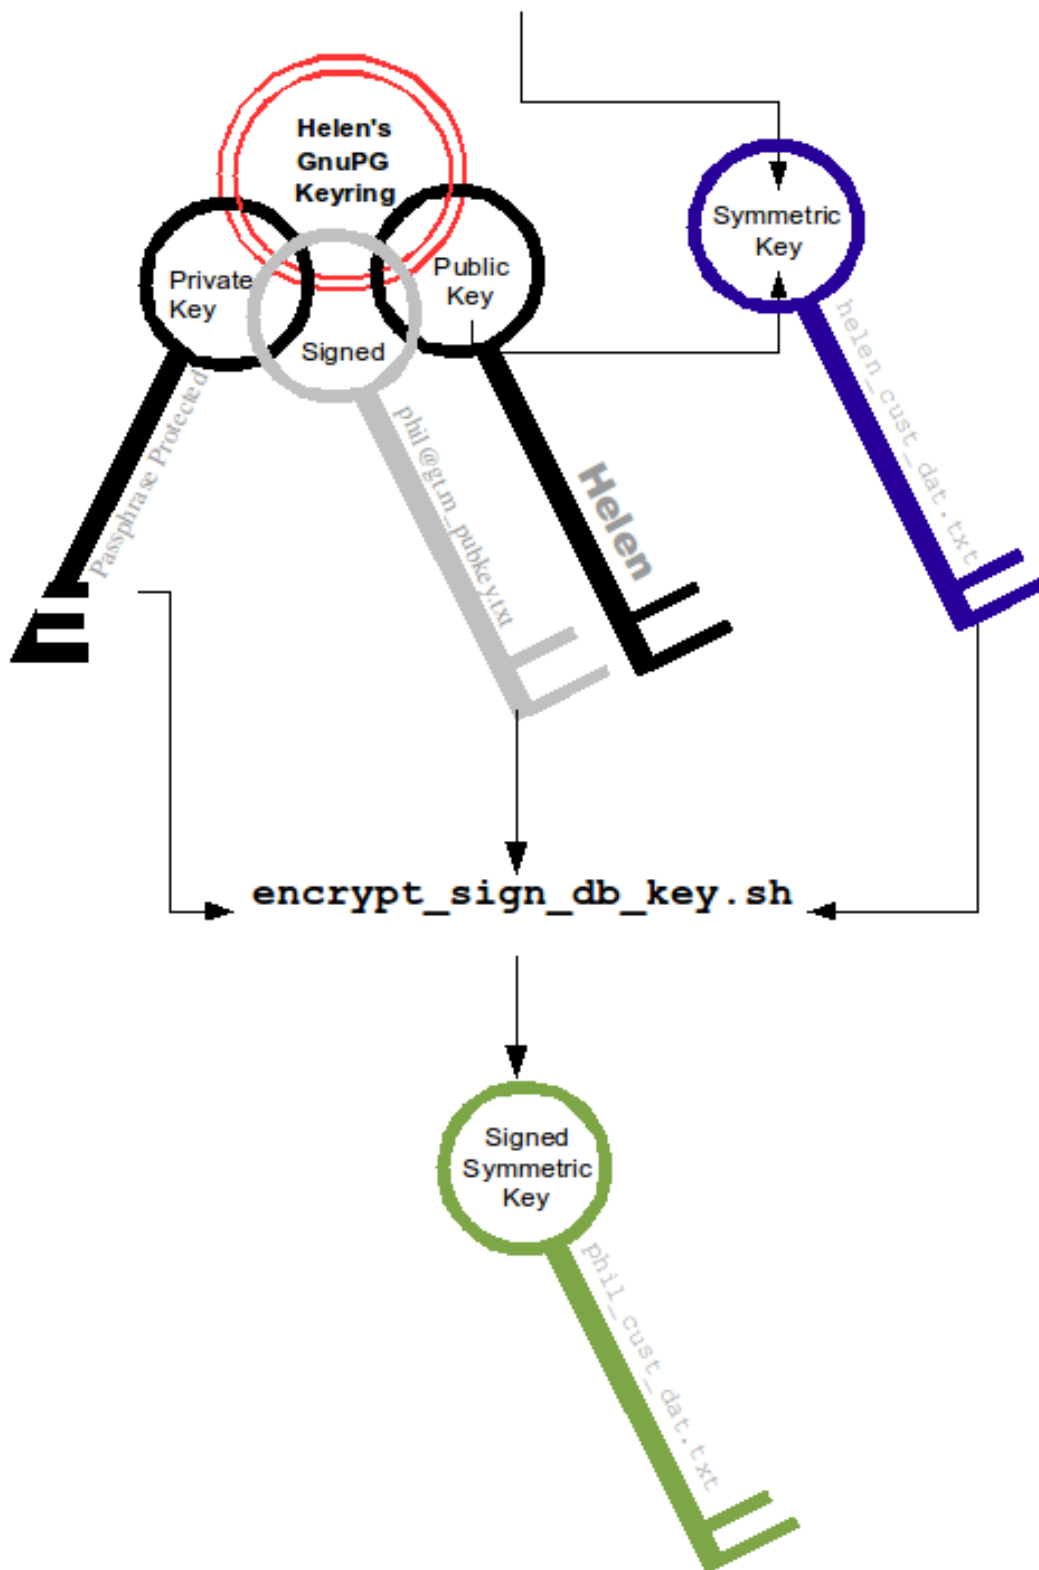 Helen's
GnuPG
Keyring
Private
Key
Signed
Public
Key
Symmetric
Key
Passphrase Protected
phil@gt.m_pubkey.txt
Helen
helen_cust_dat.txt
encrypt_sign_db_key.sh
Signed
Symmetric
Key
phil_cust_dat.txt